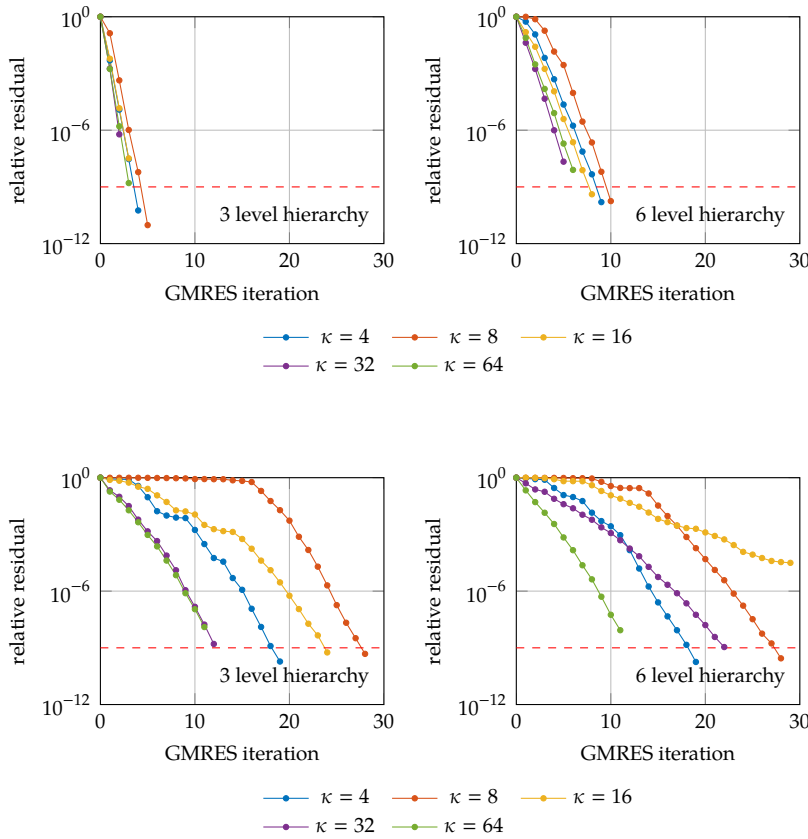 10^0
10^−6
10^−12
relative residual
3 level hierarchy
0 10 20 30
GMRES iteration
10^0
10^−6
10^−12
relative residual
6 level hierarchy
0 10 20 30
GMRES iteration
κ = 4 κ = 8 κ = 16
κ = 32 κ = 64
10^0
10^−6
10^−12
relative residual
3 level hierarchy
0 10 20 30
GMRES iteration
10^0
10^−6
10^−12
relative residual
6 level hierarchy
0 10 20 30
GMRES iteration
κ = 4 κ = 8 κ = 16
κ = 32 κ = 64